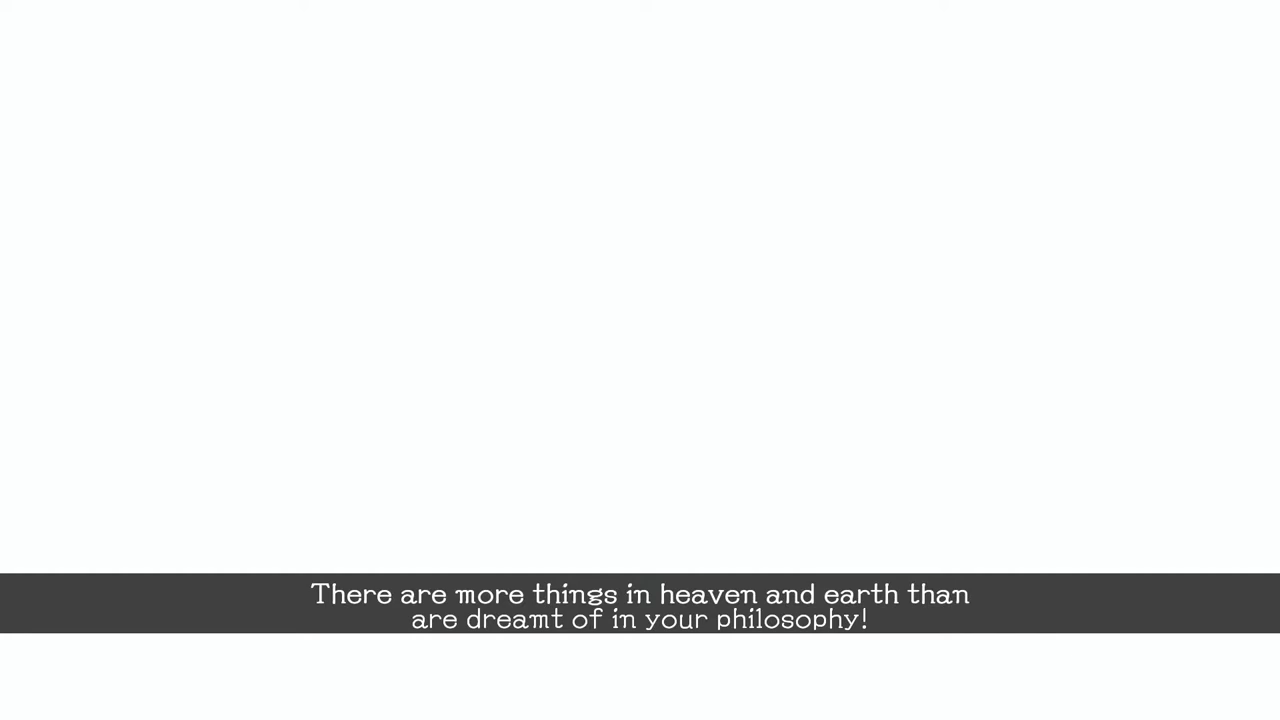 There are more things in heaven and earth than
are dreamt of in your philosophy!